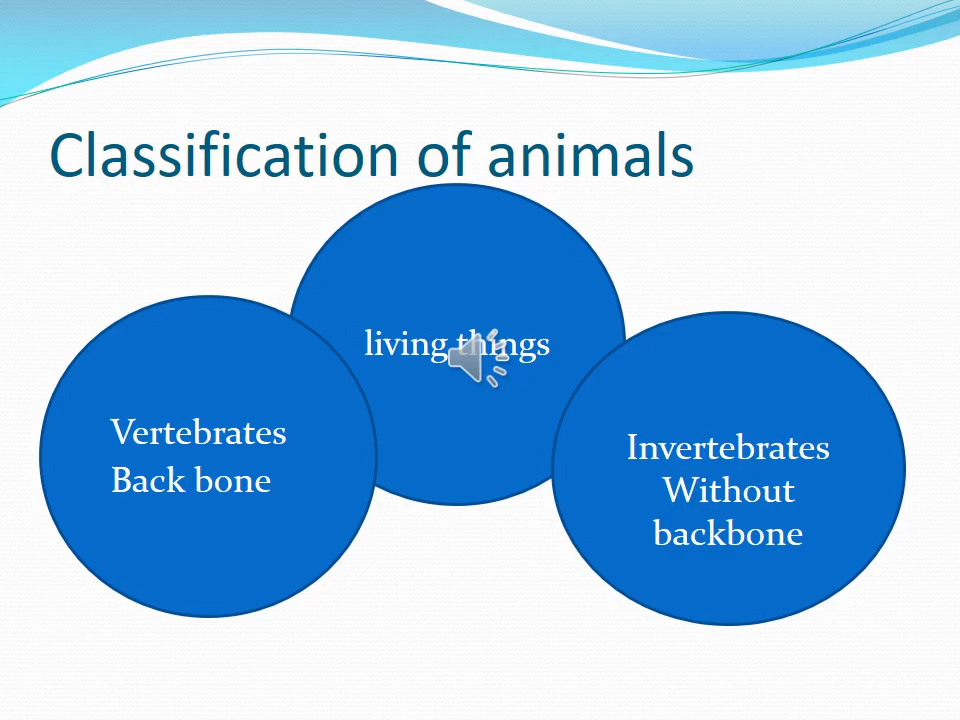 Classification of animals
living things
Vertebrates
Back bone
Invertebrates
Without
backbone